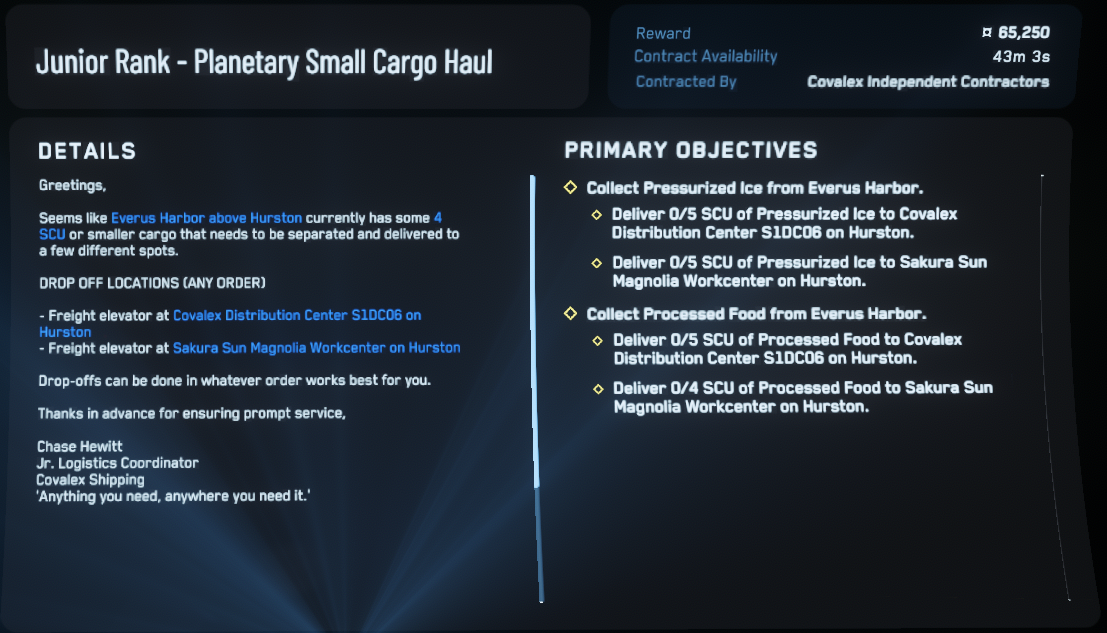 Junior Rank - Planetary Small Cargo Haul
Reward ¤ 65,250
Contract Availability 43m 3s
Contracted By Covalex Independent Contractors
DETAILS
Greetings,
Seems like Everus Harbor above Hurston currently has some 4
SCU or smaller cargo that needs to be separated and delivered to
a few different spots.
DROP OFF LOCATIONS (ANY ORDER)
- Freight elevator at Covalex Distribution Center S1DC06 on
Hurston
- Freight elevator at Sakura Sun Magnolia Workcenter on Hurston
Drop-offs can be done in whatever order works best for you.
Thanks in advance for ensuring prompt service,
Chase Hewitt
Jr. Logistics Coordinator
Covalex Shipping
'Anything you need, anywhere you need it.'
PRIMARY OBJECTIVES
Collect Pressurized Ice from Everus Harbor.
Deliver 0/5 SCU of Pressurized Ice to Covalex
Distribution Center S1DC06 on Hurston.
Deliver 0/5 SCU of Pressurized Ice to Sakura Sun
Magnolia Workcenter on Hurston.
Collect Processed Food from Everus Harbor.
Deliver 0/5 SCU of Processed Food to Covalex
Distribution Center S1DC06 on Hurston.
Deliver 0/4 SCU of Processed Food to Sakura Sun
Magnolia Workcenter on Hurston.